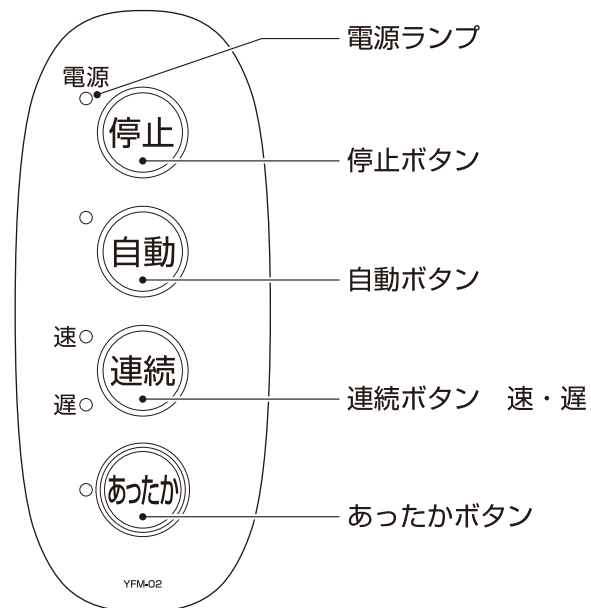 電源ランプ
電源
停止
停止ボタン
自動
自動ボタン
速
連続
遅
連続ボタン　速・遅
あったか
あったかボタン
YFM-02